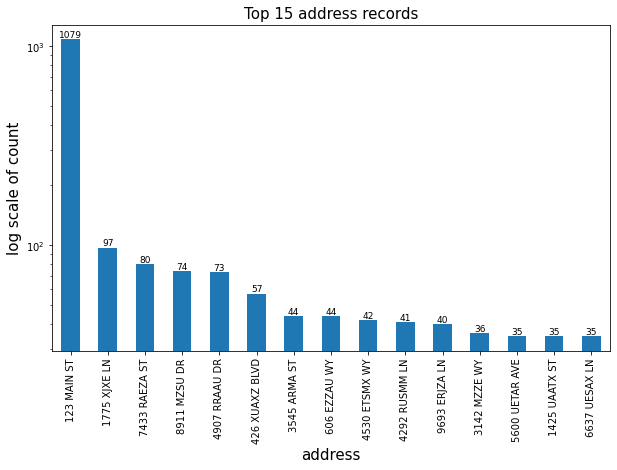 Top 15 address records
log scale of count
10³
10²
1079
97
80
74
73
57
44
44
42
41
40
36
35
35
35
123 MAIN ST
1775 XJXE LN
7433 RAEZA ST
8911 MZSU DR
4907 RRAAU DR
426 XUAXZ BLVD
3545 ARMA ST
606 EZZAU WY
4530 ETSMX WY
4292 RUSMM LN
9693 ERJZA LN
3142 MZZE WY
5600 UETAR AVE
1425 UAATX ST
6637 UESAX LN
address